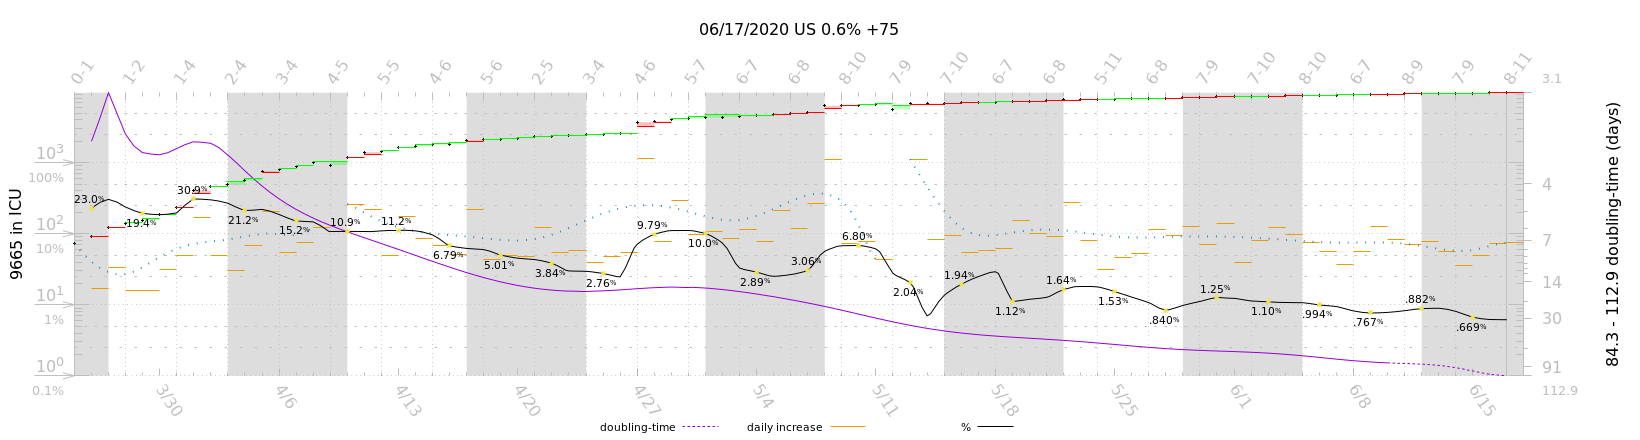 06/17/2020 US 0.6% +75
0-1 1-2 1-4 2-4 3-4 4-5 5-5 4-6 5-6 2-5 3-4 4-6 5-7 6-7 6-8 8-10 7-9 7-10 6-7 6-8 5-11 6-8 7-9 7-10 8-10 6-7 8-9 7-9 8-11
3.1
10³
100%
10²
10%
10¹
1%
10⁰
0.1%
9665 in ICU
23.0% 19.4% 30.9% 21.2% 15.2% 10.9% 11.2% 6.79% 5.01% 3.84% 2.76% 9.79% 10.0% 2.89% 3.06% 6.80% 2.04% 1.94% 1.12% 1.64% 1.53% .840% 1.25% 1.10% .994% .767% .882% .669%
4
7
14
30
91
112.9
84.3 - 112.9 doubling-time (days)
3/30 4/6 4/13 4/20 4/27 5/4 5/11 5/18 5/25 6/1 6/8 6/15
doubling-time daily increase %